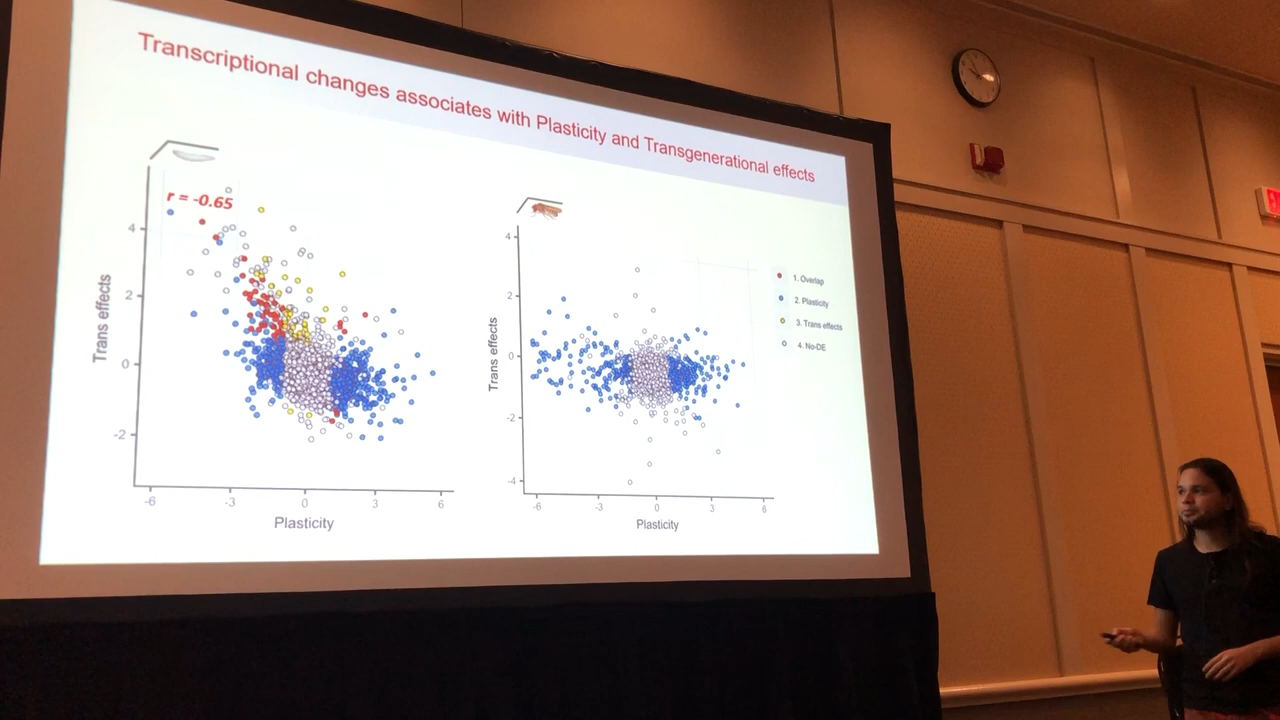 Transcriptional changes associates with Plasticity and Transgenerational effects
r = -0.65
4
2
0
-2
Trans effects
-6 -3 0 3 6
Plasticity
4
2
0
-2
-4
Trans effects
-6 -3 0 3 6
Plasticity
1. Overlap
2. Plasticity
3. Trans effects
4. No-DE